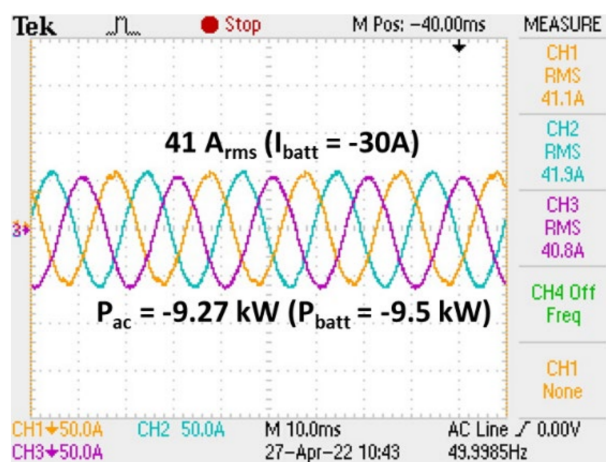 Tek Stop M Pos: -40.00ms MEASURE
CH1
RMS
41.1A
CH2
RMS
41.9A
CH3
RMS
40.8A
CH4 Off
Freq
CH1
None
41 Arms (Ibatt = -30A)
3
Pac = -9.27 kW (Pbatt = -9.5 kW)
CH1 50.0A CH2 50.0A M 10.0ms AC Line 0.00V
CH3 50.0A 27-Apr-22 10:43 49.9985Hz